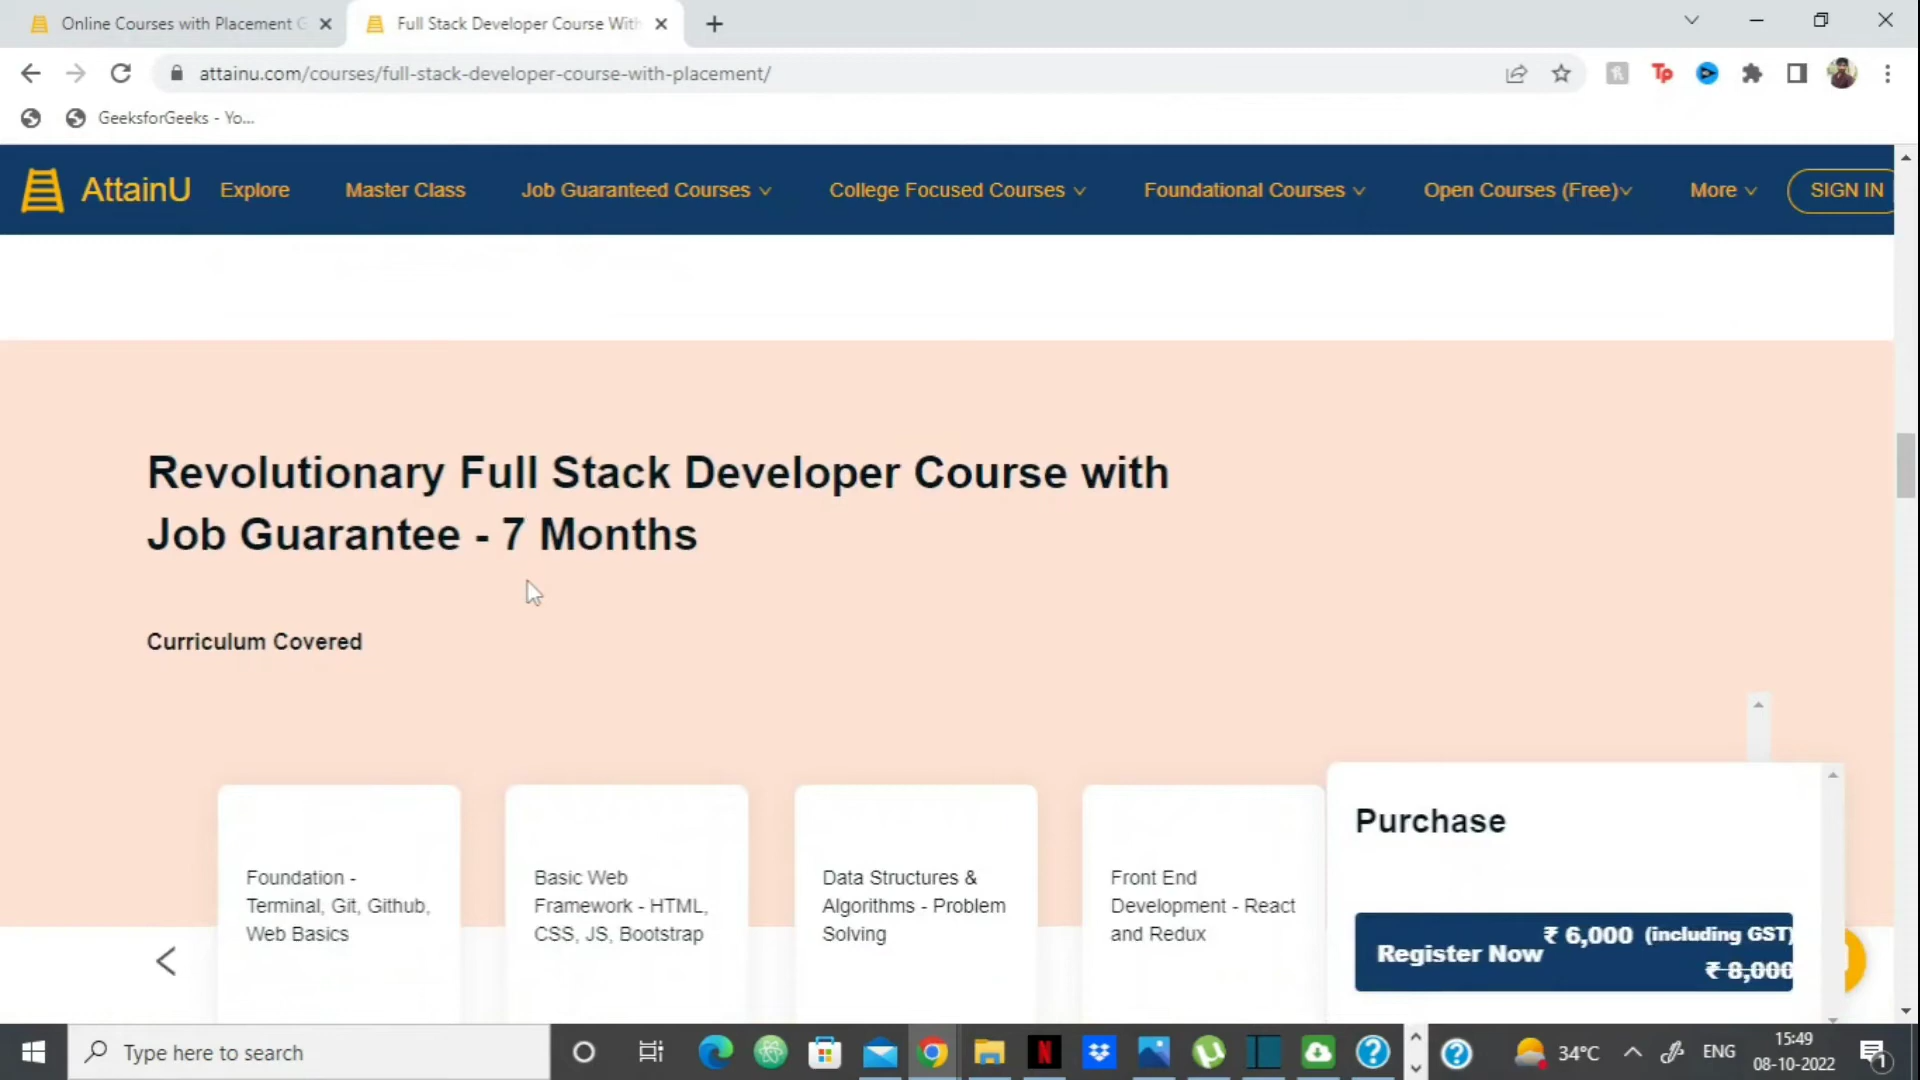 Online Courses with Placement G
Full Stack Developer Course With
attainu.com/courses/full-stack-developer-course-with-placement/
Tp
GeeksforGeeks - Yo...
AttainU
Explore
Master Class
Job Guaranteed Courses
College Focused Courses
Foundational Courses
Open Courses (Free)
More
SIGN IN
Revolutionary Full Stack Developer Course with
Job Guarantee - 7 Months
Curriculum Covered
Foundation -
Terminal, Git, Github,
Web Basics
Basic Web
Framework - HTML,
CSS, JS, Bootstrap
Data Structures &
Algorithms - Problem
Solving
Front End
Development - React
and Redux
Purchase
Register Now
₹ 6,000 (including GST)
₹ 8,000
Type here to search
34°C
ENG
15:49
08-10-2022
1